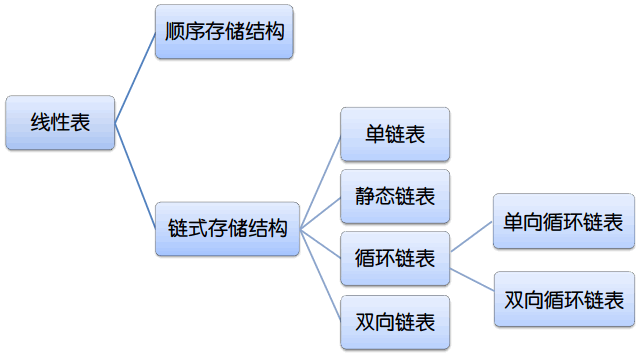 线性表
顺序存储结构
链式存储结构
单链表
静态链表
循环链表
双向链表
单向循环链表
双向循环链表